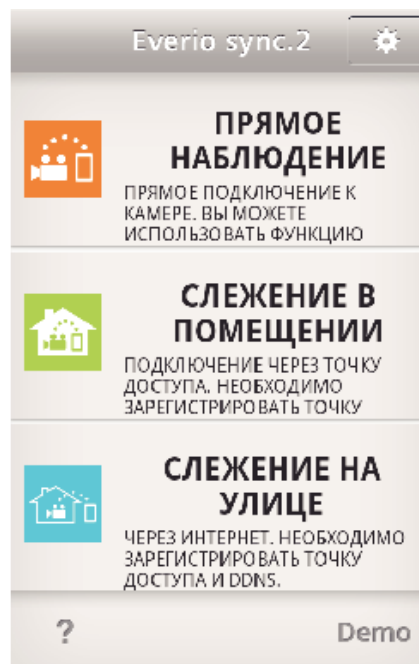 Everio sync.2
ПРЯМОЕ
НАБЛЮДЕНИЕ
ПРЯМОЕ ПОДКЛЮЧЕНИЕ К
КАМЕРЕ. ВЫ МОЖЕТЕ
ИСПОЛЬЗОВАТЬ ФУНКЦИЮ
СЛЕЖЕНИЕ В
ПОМЕЩЕНИИ
ПОДКЛЮЧЕНИЕ ЧЕРЕЗ ТОЧКУ
ДОСТУПА. НЕОБХОДИМО
ЗАРЕГИСТРИРОВАТЬ ТОЧКУ
СЛЕЖЕНИЕ НА
УЛИЦЕ
ЧЕРЕЗ ИНТЕРНЕТ. НЕОБХОДИМО
ЗАРЕГИСТРИРОВАТЬ ТОЧКУ
ДОСТУПА И DDNS.
? Demo